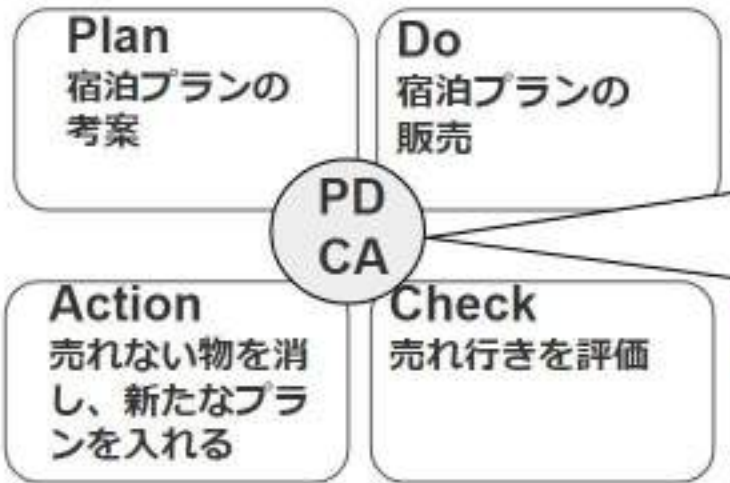 Plan
宿泊プランの
考案
Do
宿泊プランの
販売
PD
CA
Action
売れない物を消
し、新たなプラ
ンを入れる
Check
売れ行きを評価